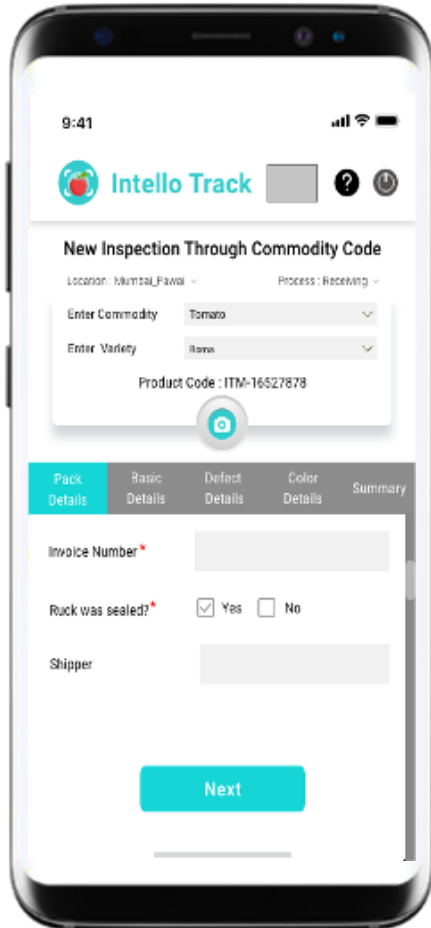 9:41
Intello Track
?
New Inspection Through Commodity Code
Location : Mumbai_Pawai Process : Receiving
Enter Commodity Tomato
Enter Variety Roma
Product Code : ITM-16527878
Pack Details Basic Details Defect Details Color Details Summary
Invoice Number*
Ruck was sealed?* Yes No
Shipper
Next